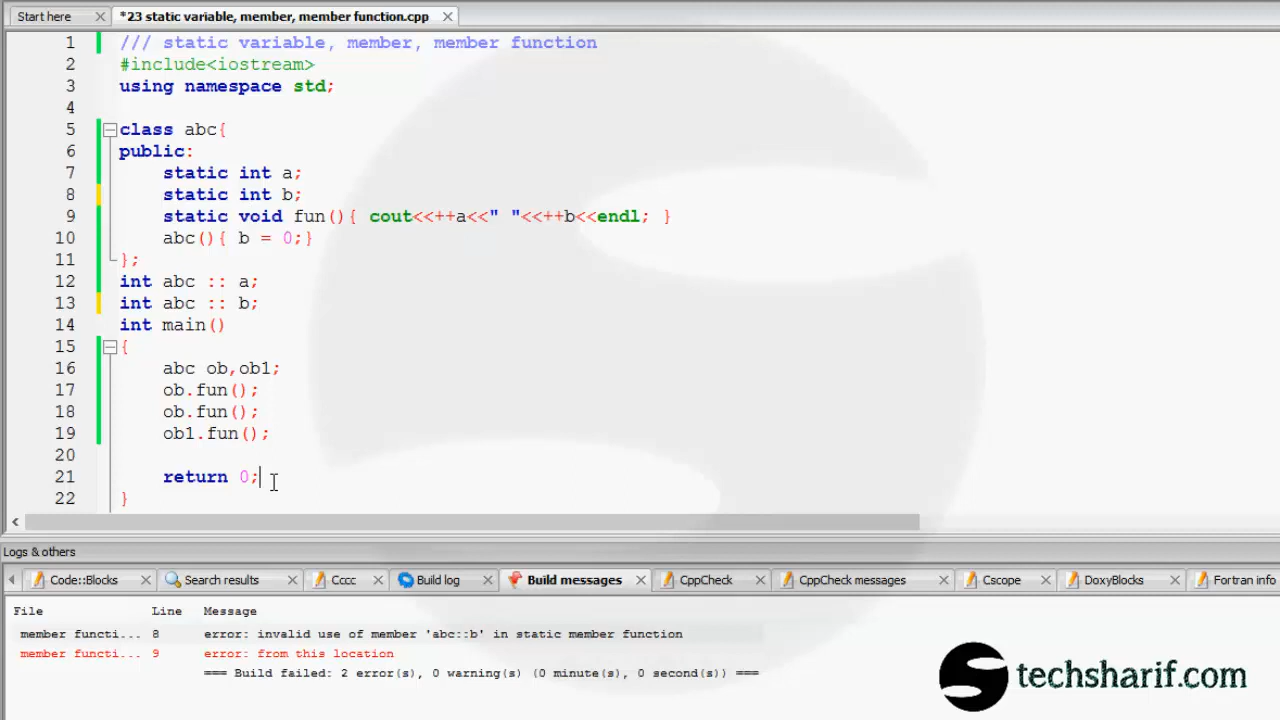 Start here
*23 static variable, member, member function.cpp
1 /// static variable, member, member function
2 #include<iostream>
3 using namespace std;
4
5 class abc{
6 public:
7 static int a;
8 static int b;
9 static void fun(){ cout<<++a<<" "<<++b<<endl; }
10 abc(){ b = 0;}
11 };
12 int abc :: a;
13 int abc :: b;
14 int main()
15 {
16 abc ob,ob1;
17 ob.fun();
18 ob.fun();
19 ob1.fun();
20
21 return 0;
22 }
Logs & others
Code::Blocks Search results Cccc Build log Build messages CppCheck CppCheck messages Cscope DoxyBlocks Fortran info
File Line Message
member functi... 8 error: invalid use of member 'abc::b' in static member function
member functi... 9 error: from this location
=== Build failed: 2 error(s), 0 warning(s) (0 minute(s), 0 second(s)) ===
techsharif.com